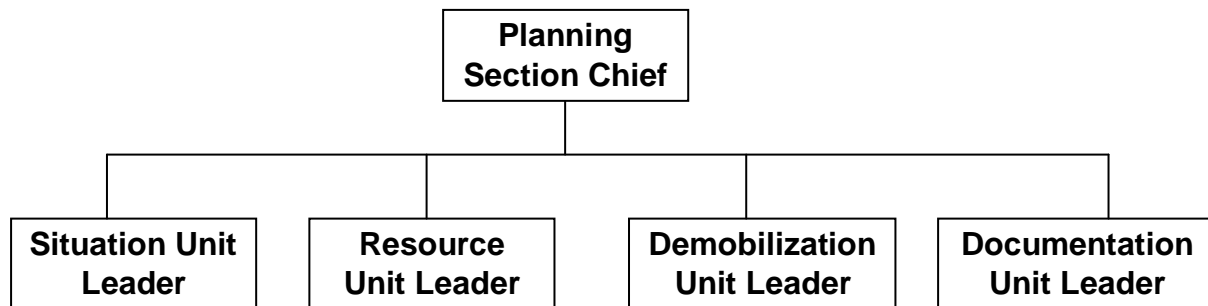 Planning
Section Chief
Situation Unit
Leader
Resource
Unit Leader
Demobilization
Unit Leader
Documentation
Unit Leader